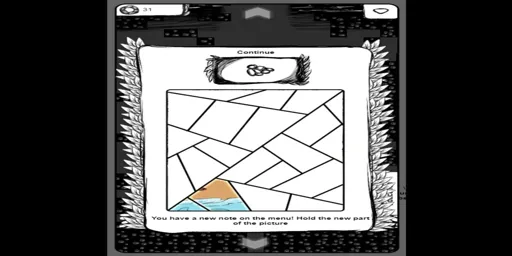 31
Continue
You have a new note on the menu! Hold the new part
of the picture